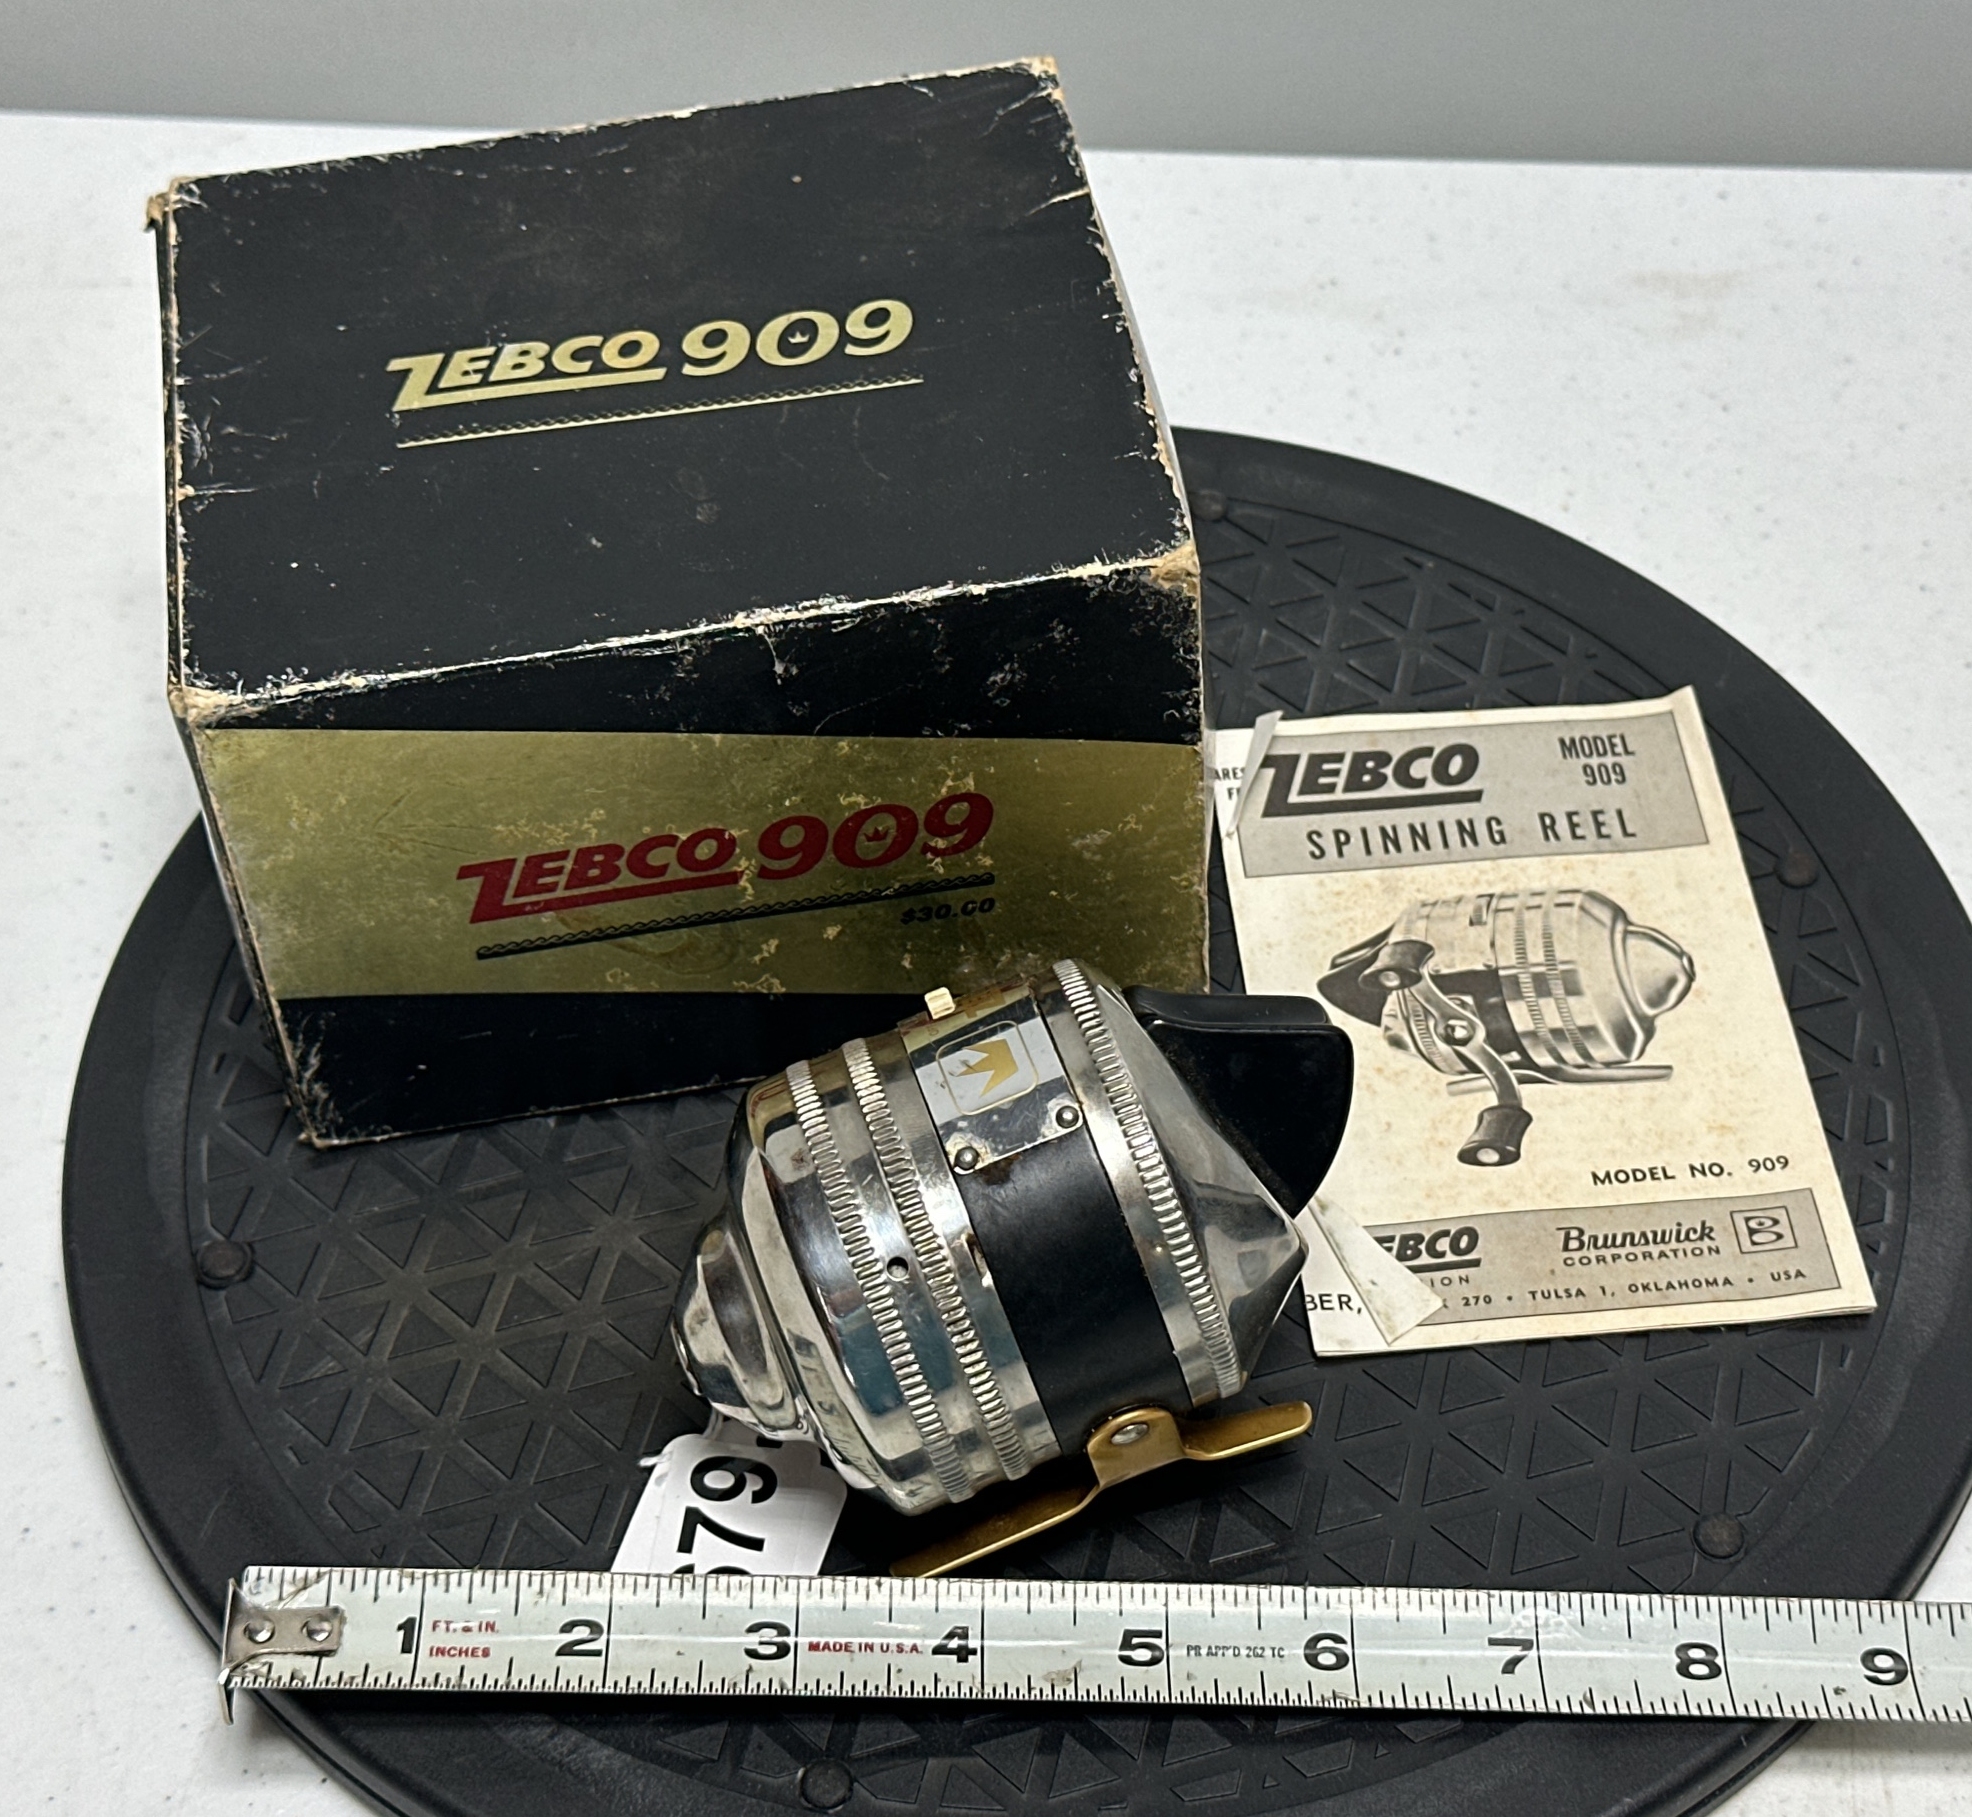 ZEBCO 909
ZEBCO 909
$30.00
ZEBCO MODEL
909
SPINNING REEL
MODEL NO. 909
Brunswick B
CORPORATION
270 • TULSA 1, OKLAHOMA • USA
BER,
679
1 FT. & IN. 2 3 MADE IN U.S.A. 4 5 PR APP'D 262 TC 6 7 8 9
INCHES